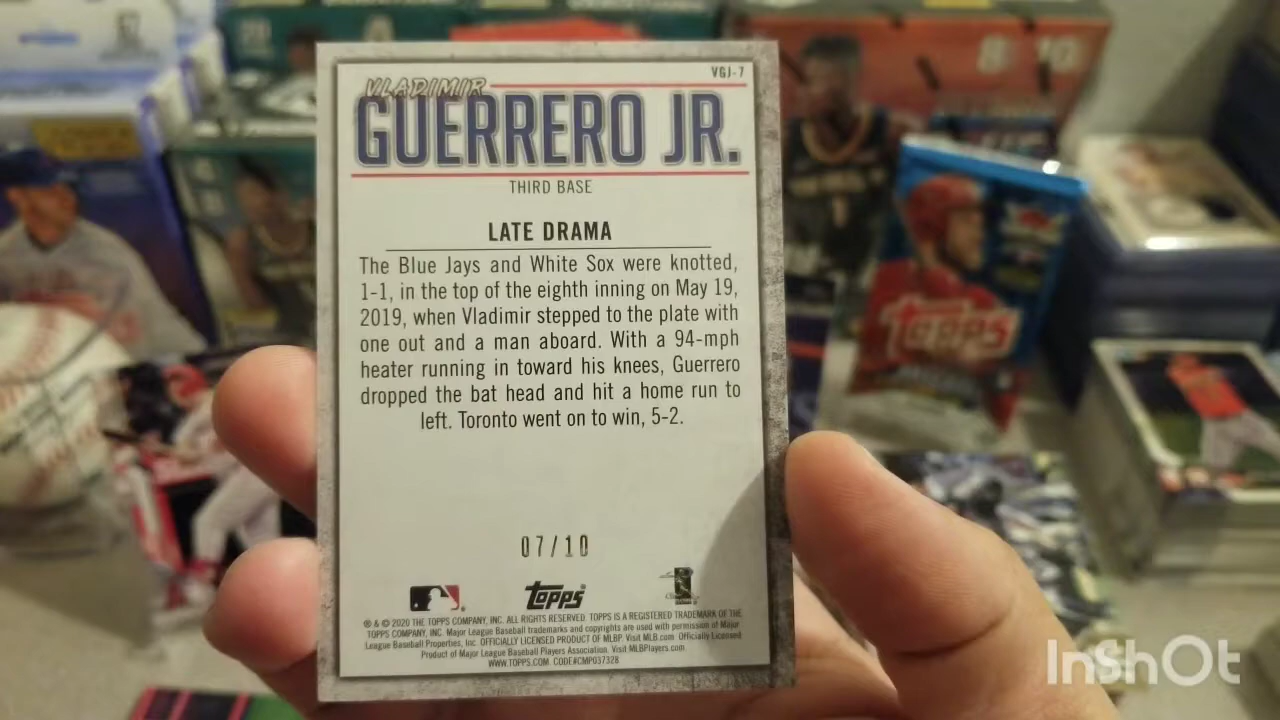 VGJ-7
VLADIMIR
GUERRERO JR.
THIRD BASE
LATE DRAMA
The Blue Jays and White Sox were knotted,
1-1, in the top of the eighth inning on May 19,
2019, when Vladimir stepped to the plate with
one out and a man aboard. With a 94-mph
heater running in toward his knees, Guerrero
dropped the bat head and hit a home run to
left. Toronto went on to win, 5-2.
07/10
Topps
® & © 2020 THE TOPPS COMPANY, INC. ALL RIGHTS RESERVED. TOPPS IS A REGISTERED TRADEMARK OF THE
TOPPS COMPANY, INC. Major League Baseball trademarks and copyrights are used with permission of Major
League Baseball Properties, Inc. OFFICIALLY LICENSED PRODUCT OF MLBP. Visit MLB.com Officially Licensed
Product of Major League Baseball Players Association. Visit MLBPlayers.com
WWW.TOPPS.COM CODE#CMP037328
Topps
InShOt